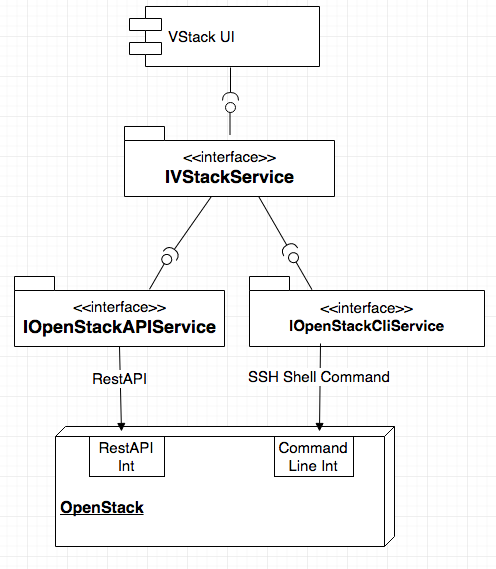 VStack UI
<<interface>>
IVStackService
<<interface>>
IOpenStackAPIService
<<interface>>
IOpenStackCliService
RestAPI
SSH Shell Command
RestAPI
Int
Command
Line Int
OpenStack